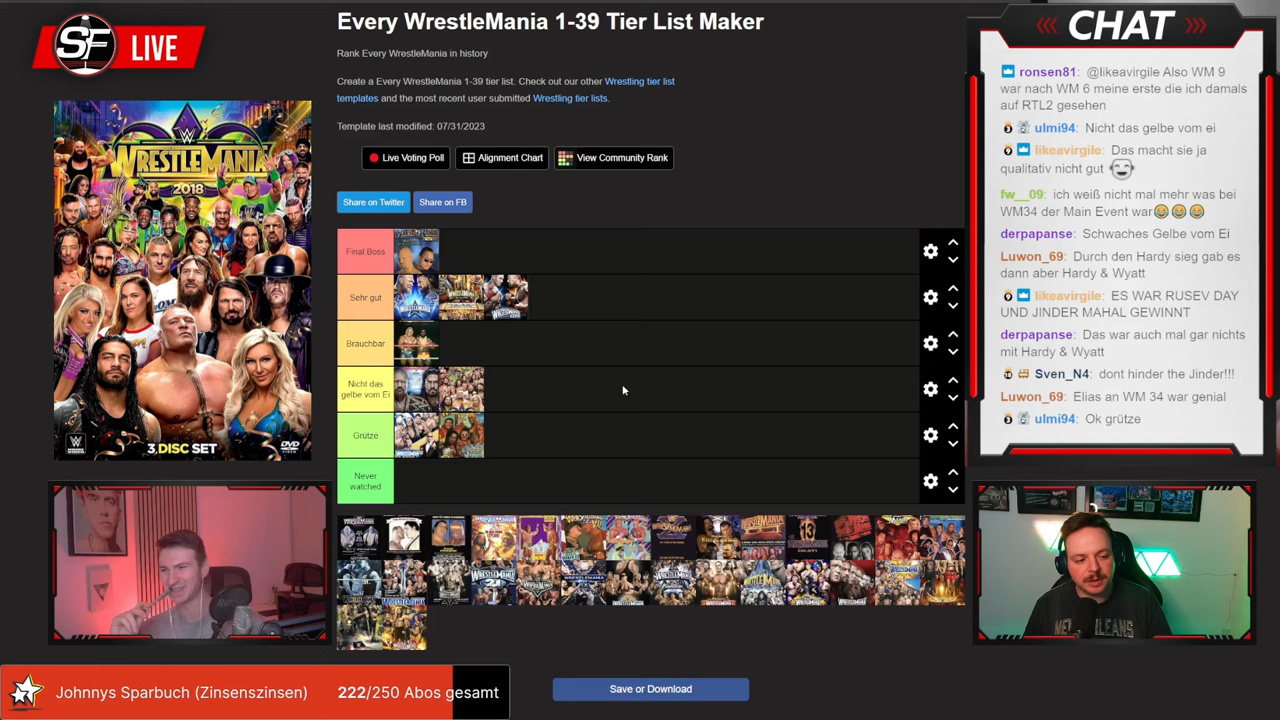 SF LIVE
W
WRESTLEMANIA
2018
W
3 DISC SET
DVD
VIDEO
Every WrestleMania 1-39 Tier List Maker
Rank Every WrestleMania in history
Create a Every WrestleMania 1-39 tier list. Check out our other Wrestling tier list
templates and the most recent user submitted Wrestling tier lists.
Template last modified: 07/31/2023
Live Voting Poll
Alignment Chart
View Community Rank
Share on Twitter
Share on FB
Final Boss
Sehr gut
Brauchbar
Nicht das
gelbe vom Ei
Grütze
Never
watched
13
Save or Download
CHAT
ronsen81: @likeavirgile Also WM 9
war nach WM 6 meine erste die ich damals
auf RTL2 gesehen
ulmi94: Nicht das gelbe vom ei
likeavirgile: Das macht sie ja
qualitativ nicht gut
fw__09: ich weiß nicht mal mehr was bei
WM34 der Main Event war
derpapanse: Schwaches Gelbe vom Ei
Luwon_69: Durch den Hardy sieg gab es
dann aber Hardy & Wyatt
likeavirgile: ES WAR RUSEV DAY
UND JINDER MAHAL GEWINNT
derpapanse: Das war auch mal gar nichts
mit Hardy & Wyatt
Sven_N4: dont hinder the Jinder!!!
Luwon_69: Elias an WM 34 war genial
ulmi94: Ok grütze
Johnnys Sparbuch (Zinsenszinsen)
222/250 Abos gesamt